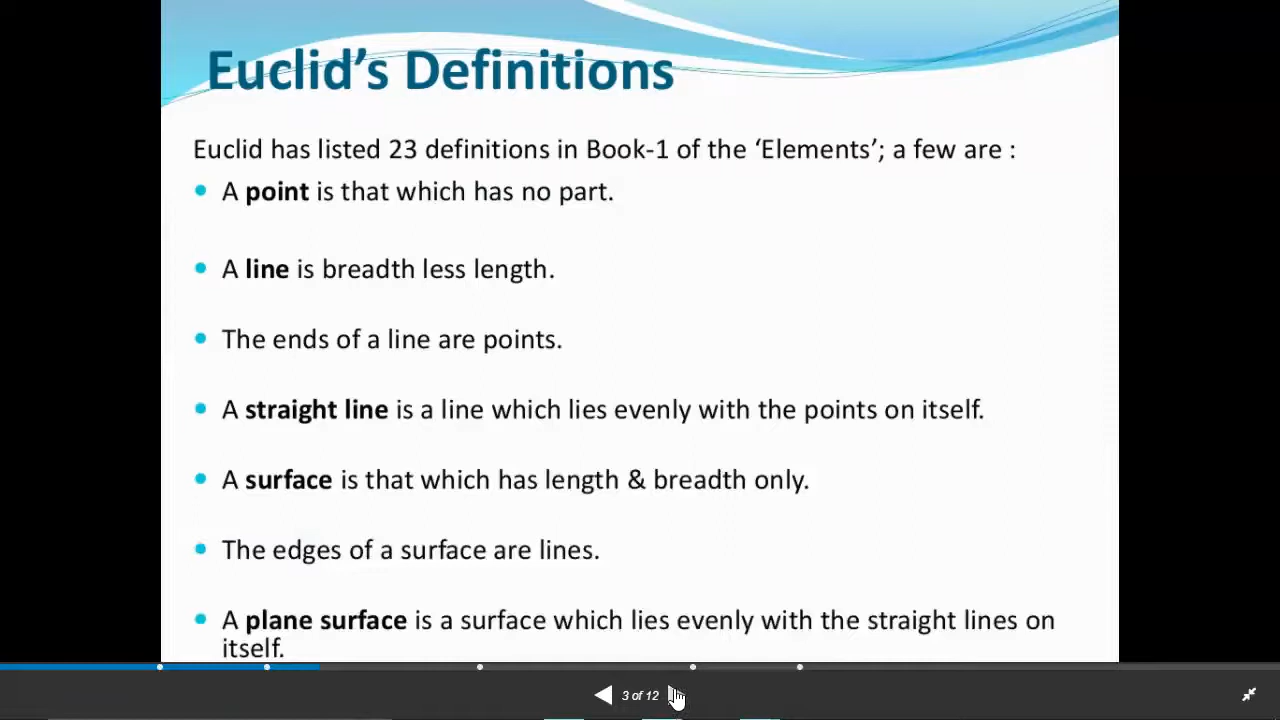 Euclid’s Definitions
Euclid has listed 23 definitions in Book-1 of the ‘Elements’; a few are :
• A point is that which has no part.
• A line is breadth less length.
• The ends of a line are points.
• A straight line is a line which lies evenly with the points on itself.
• A surface is that which has length & breadth only.
• The edges of a surface are lines.
• A plane surface is a surface which lies evenly with the straight lines on
itself.
3 of 12